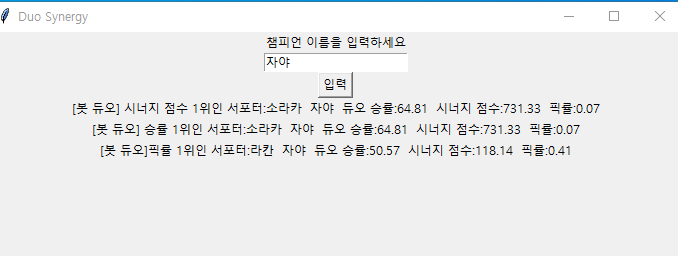 Duo Synergy
챔피언 이름을 입력하세요
자야
입력
[봇 듀오] 시너지 점수 1위인 서포터:소라카 자야 듀오 승률:64.81 시너지 점수:731.33 픽률:0.07
[봇 듀오] 승률 1위인 서포터:소라카 자야 듀오 승률:64.81 시너지 점수:731.33 픽률:0.07
[봇 듀오]픽률 1위인 서포터:라칸 자야 듀오 승률:50.57 시너지 점수:118.14 픽률:0.41